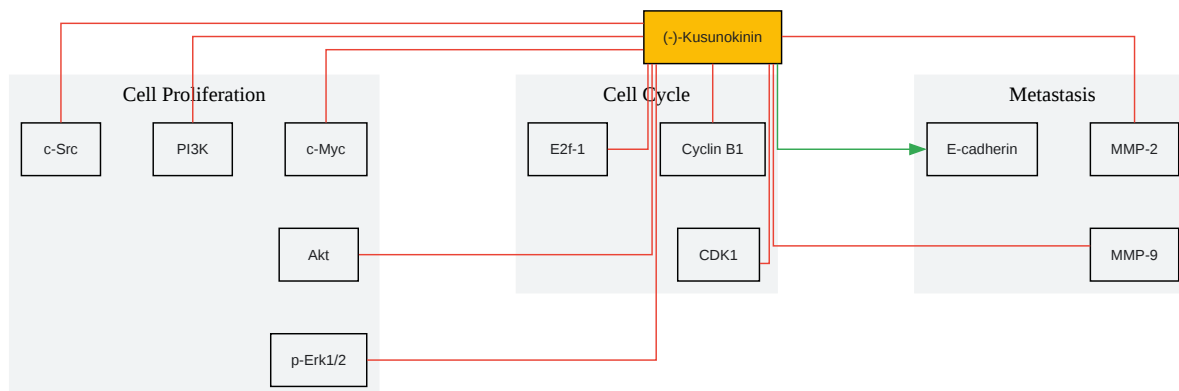 (-)-Kusunokinin
Cell Proliferation
Cell Cycle
Metastasis
c-Src
PI3K
c-Myc
E2f-1
Cyclin B1
E-cadherin
MMP-2
Akt
CDK1
MMP-9
p-Erk1/2